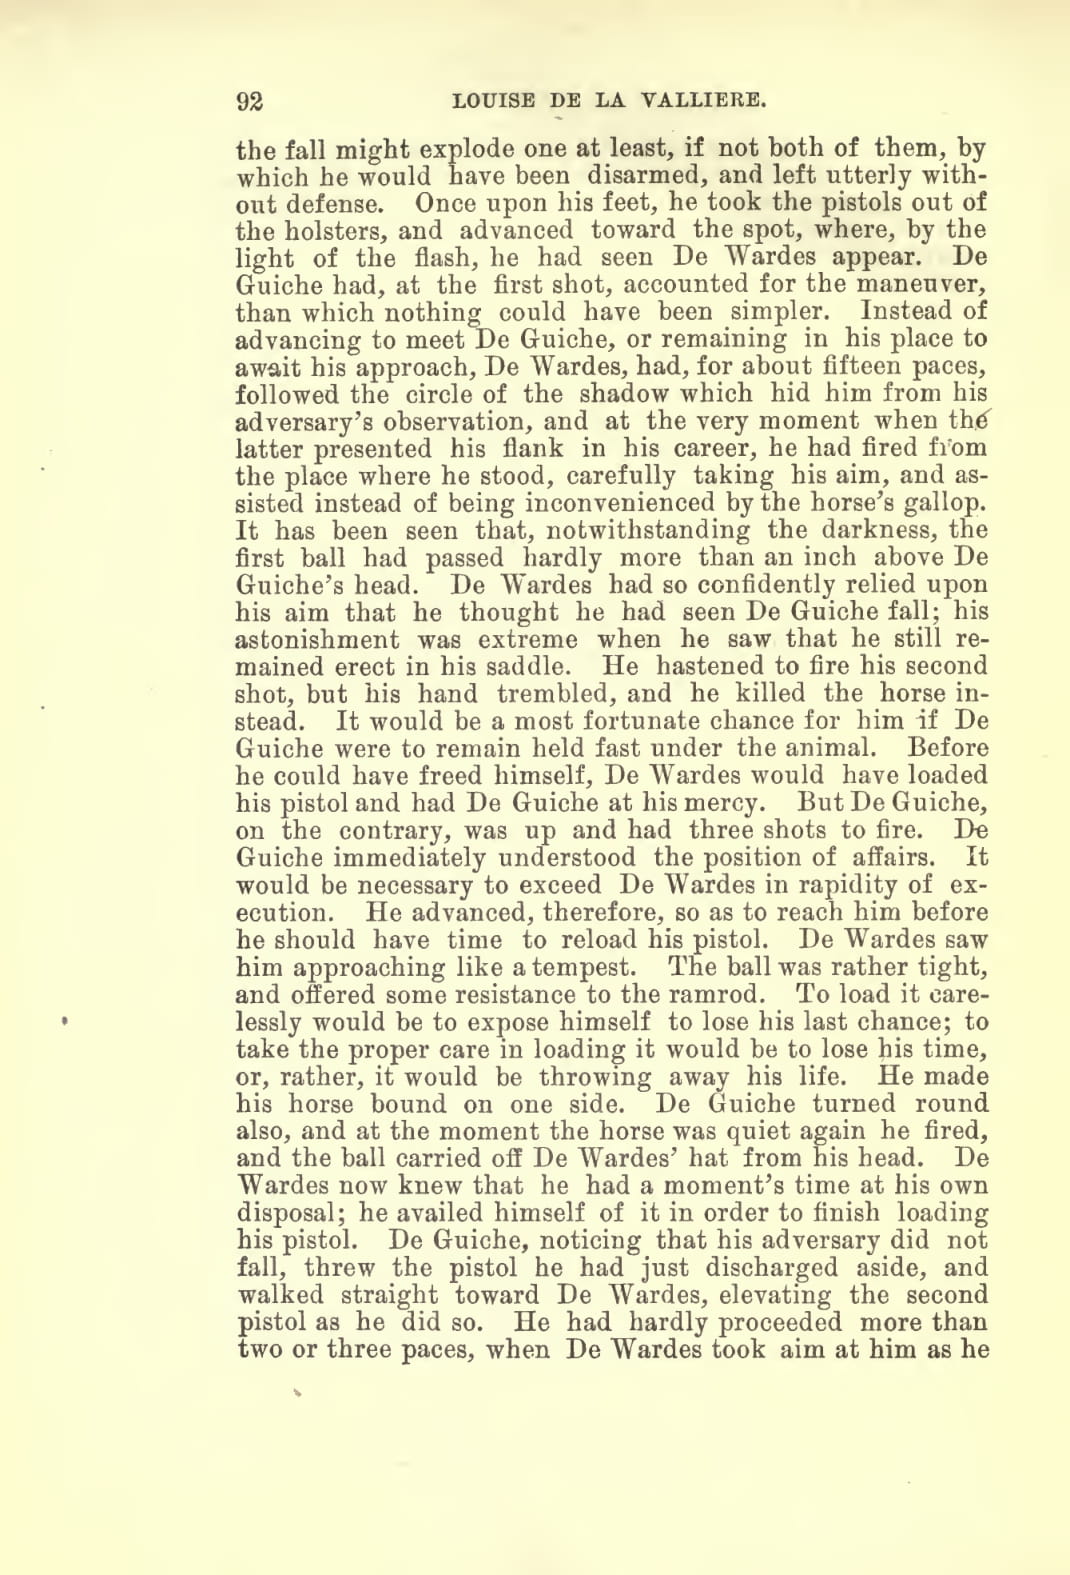 92 LOUISE DE LA VALLIERE.
the fall might explode one at least, if not both of them, by
which he would have been disarmed, and left utterly with-
out defense. Once upon his feet, he took the pistols out of
the holsters, and advanced toward the spot, where, by the
light of the flash, he had seen De Wardes appear. De
Guiche had, at the first shot, accounted for the maneuver,
than which nothing could have been simpler. Instead of
advancing to meet De Guiche, or remaining in his place to
await his approach, De Wardes, had, for about fifteen paces,
followed the circle of the shadow which hid him from his
adversary's observation, and at the very moment when the
latter presented his flank in his career, he had fired from
the place where he stood, carefully taking his aim, and as-
sisted instead of being inconvenienced by the horse's gallop.
It has been seen that, notwithstanding the darkness, the
first ball had passed hardly more than an inch above De
Guiche's head. De Wardes had so confidently relied upon
his aim that he thought he had seen De Guiche fall; his
astonishment was extreme when he saw that he still re-
mained erect in his saddle. He hastened to fire his second
shot, but his hand trembled, and he killed the horse in-
stead. It would be a most fortunate chance for him if De
Guiche were to remain held fast under the animal. Before
he could have freed himself, De Wardes would have loaded
his pistol and had De Guiche at his mercy. But De Guiche,
on the contrary, was up and had three shots to fire. De
Guiche immediately understood the position of affairs. It
would be necessary to exceed De Wardes in rapidity of ex-
ecution. He advanced, therefore, so as to reach him before
he should have time to reload his pistol. De Wardes saw
him approaching like a tempest. The ball was rather tight,
and offered some resistance to the ramrod. To load it care-
lessly would be to expose himself to lose his last chance; to
take the proper care in loading it would be to lose his time,
or, rather, it would be throwing away his life. He made
his horse bound on one side. De Guiche turned round
also, and at the moment the horse was quiet again he fired,
and the ball carried off De Wardes' hat from his head. De
Wardes now knew that he had a moment's time at his own
disposal; he availed himself of it in order to finish loading
his pistol. De Guiche, noticing that his adversary did not
fall, threw the pistol he had just discharged aside, and
walked straight toward De Wardes, elevating the second
pistol as he did so. He had hardly proceeded more than
two or three paces, when De Wardes took aim at him as he